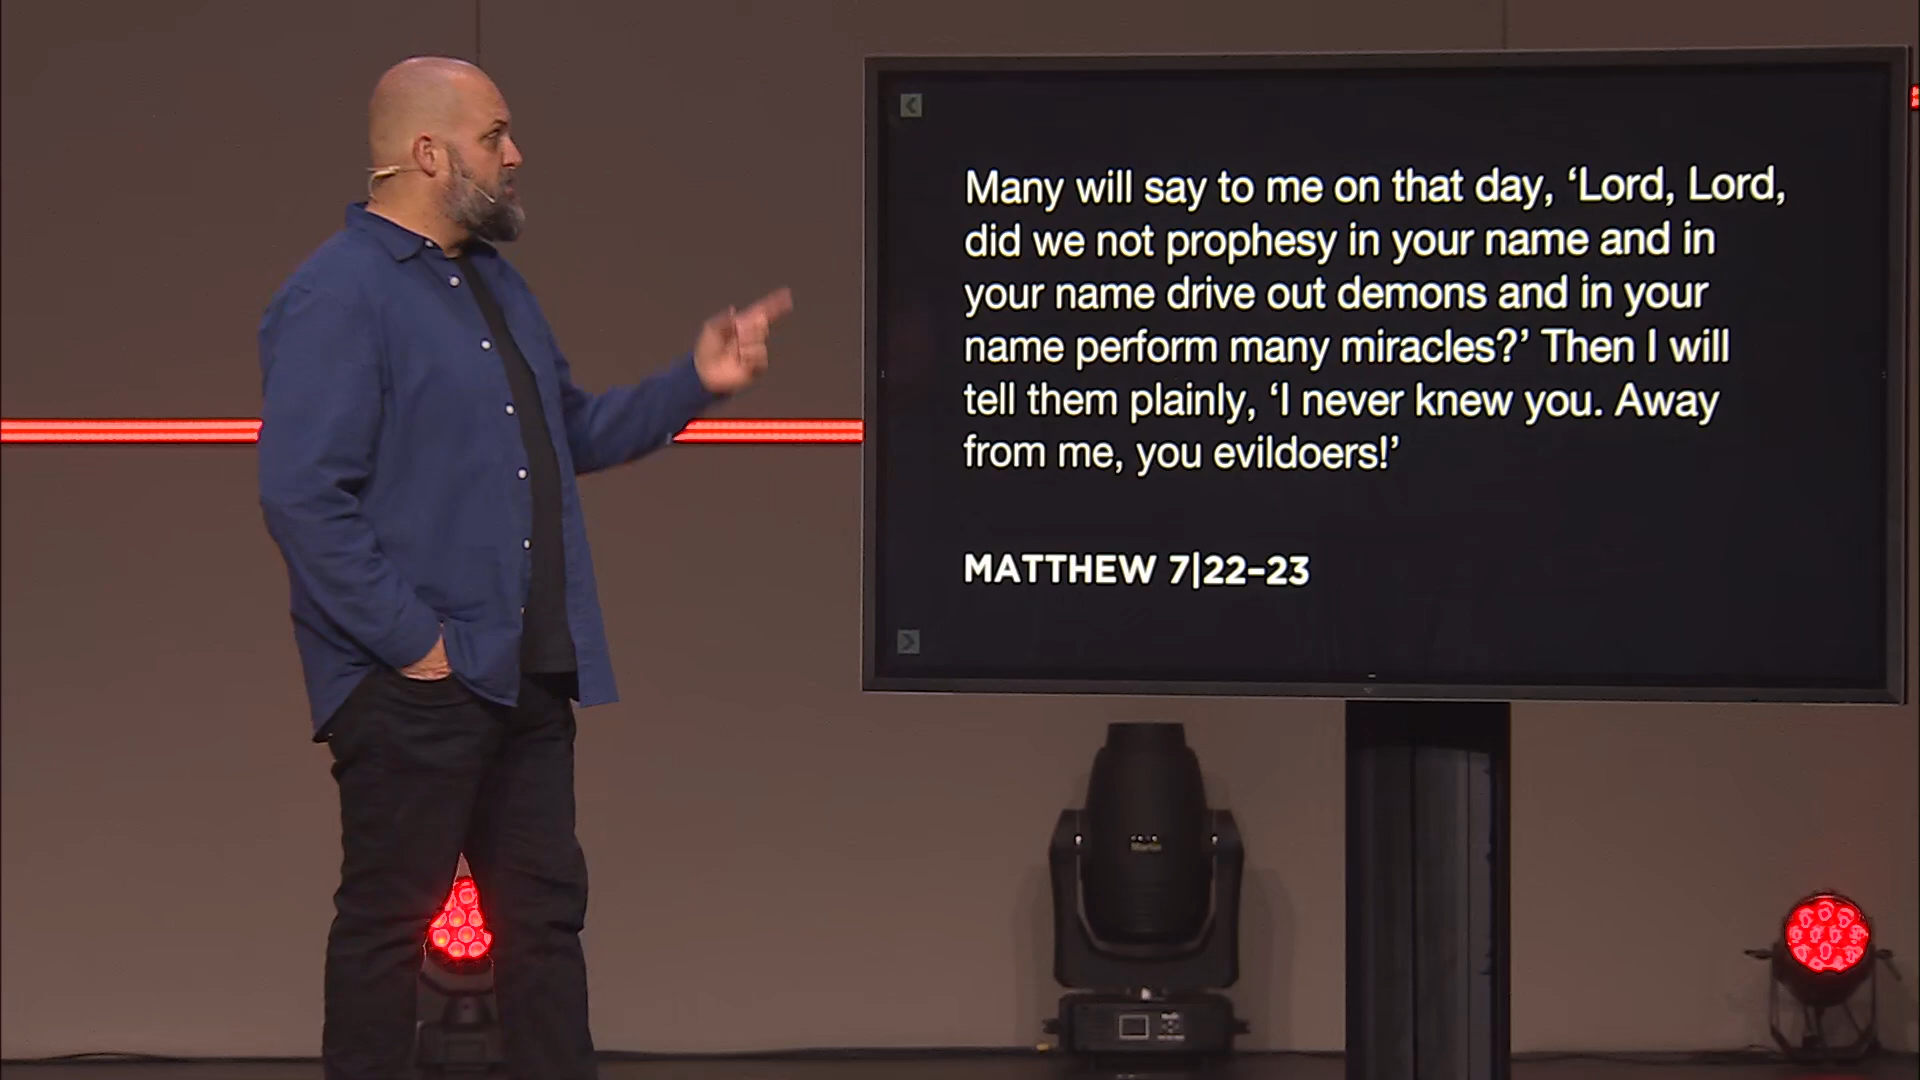 Many will say to me on that day, ‘Lord, Lord,
did we not prophesy in your name and in
your name drive out demons and in your
name perform many miracles?’ Then I will
tell them plainly, ‘I never knew you. Away
from me, you evildoers!’
MATTHEW 7|22–23
Martin